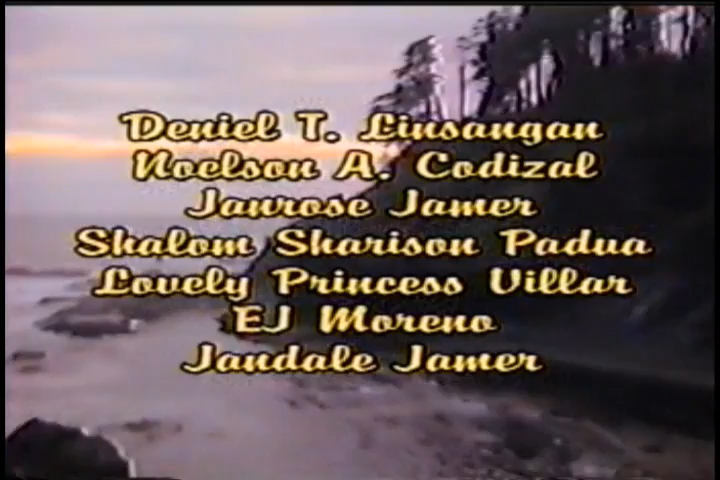 Deniel T. Linsangan
Noelson A. Codizal
Janrose Jamer
Shalom Sharison Padua
Lovely Princess Villar
EJ Moreno
Jandale Jamer